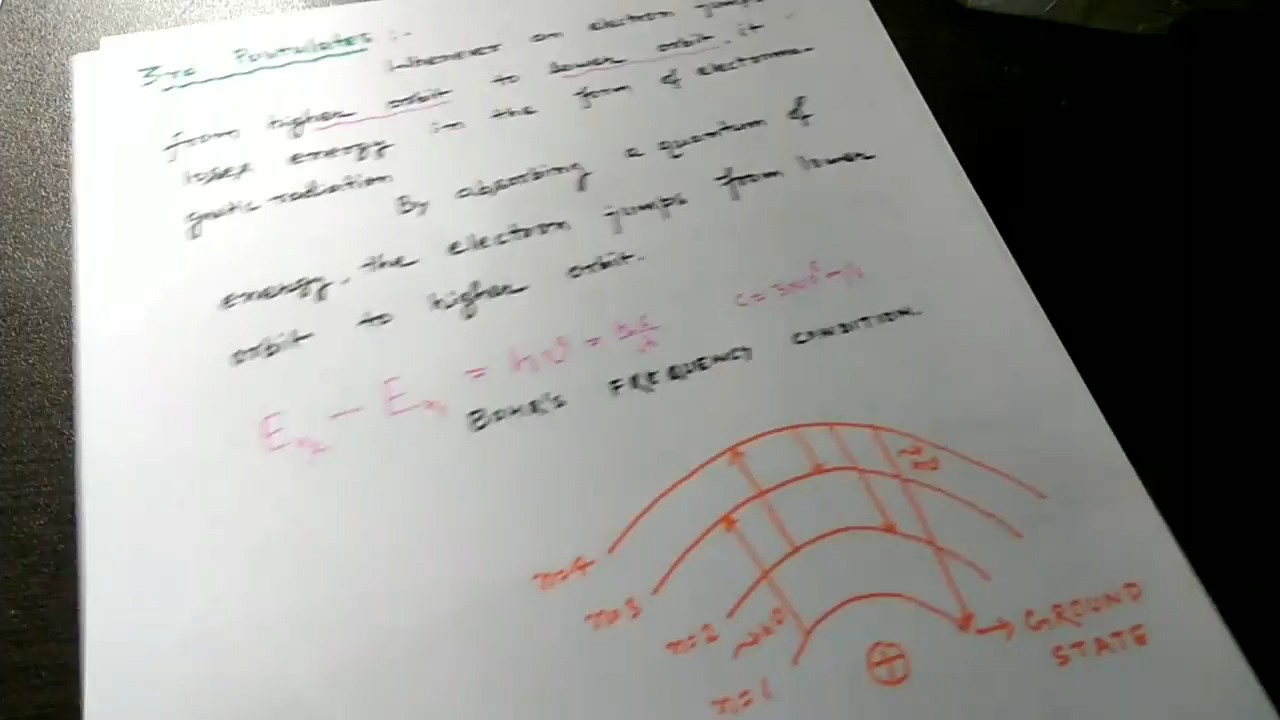 3rd Postulates :-
Whenever an electron jumps
from higher orbit to lower orbit, it
loses energy in the form of electroma-
gnetic radiation
By absorbing a quantum of
energy, the electron jumps from lower
orbit to higher orbit.
En2 - En1 = hν = hc/λ
BOHR'S FREQUENCY CONDITION.
n=4
n=3
n=2
n=1
→ GROUND
STATE